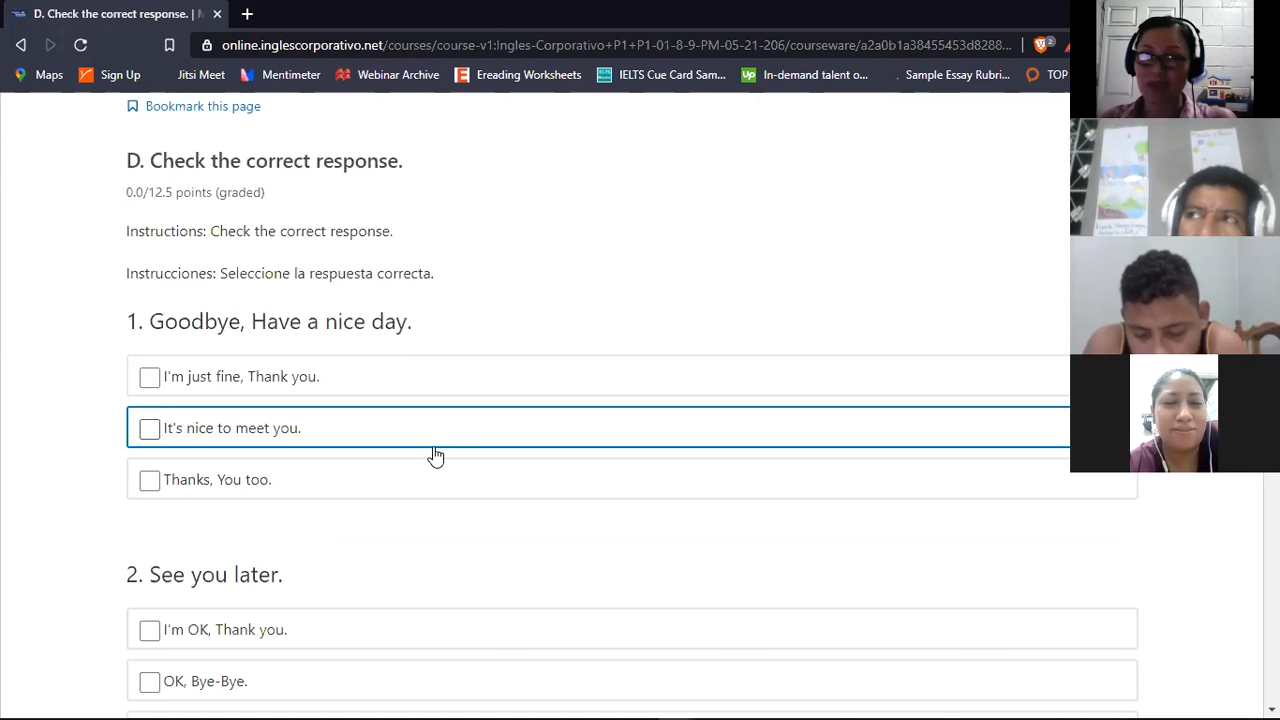 D. Check the correct response. |
online.inglescorporativo.net/courses/course-v1:Ingles-Corporativo+P1+P1-01-8-7-PM-05-21-206/courseware/a2a0b1a38455453d8288...
2
Maps
Sign Up
Jitsi Meet
Mentimeter
Webinar Archive
Ereading Worksheets
IELTS Cue Card Sam...
In-demand talent o...
Sample Essay Rubri...
TOP
Bookmark this page
D. Check the correct response.
0.0/12.5 points (graded)
Instructions: Check the correct response.
Instrucciones: Seleccione la respuesta correcta.
1. Goodbye, Have a nice day.
I'm just fine, Thank you.
It's nice to meet you.
Thanks, You too.
2. See you later.
I'm OK, Thank you.
OK, Bye-Bye.